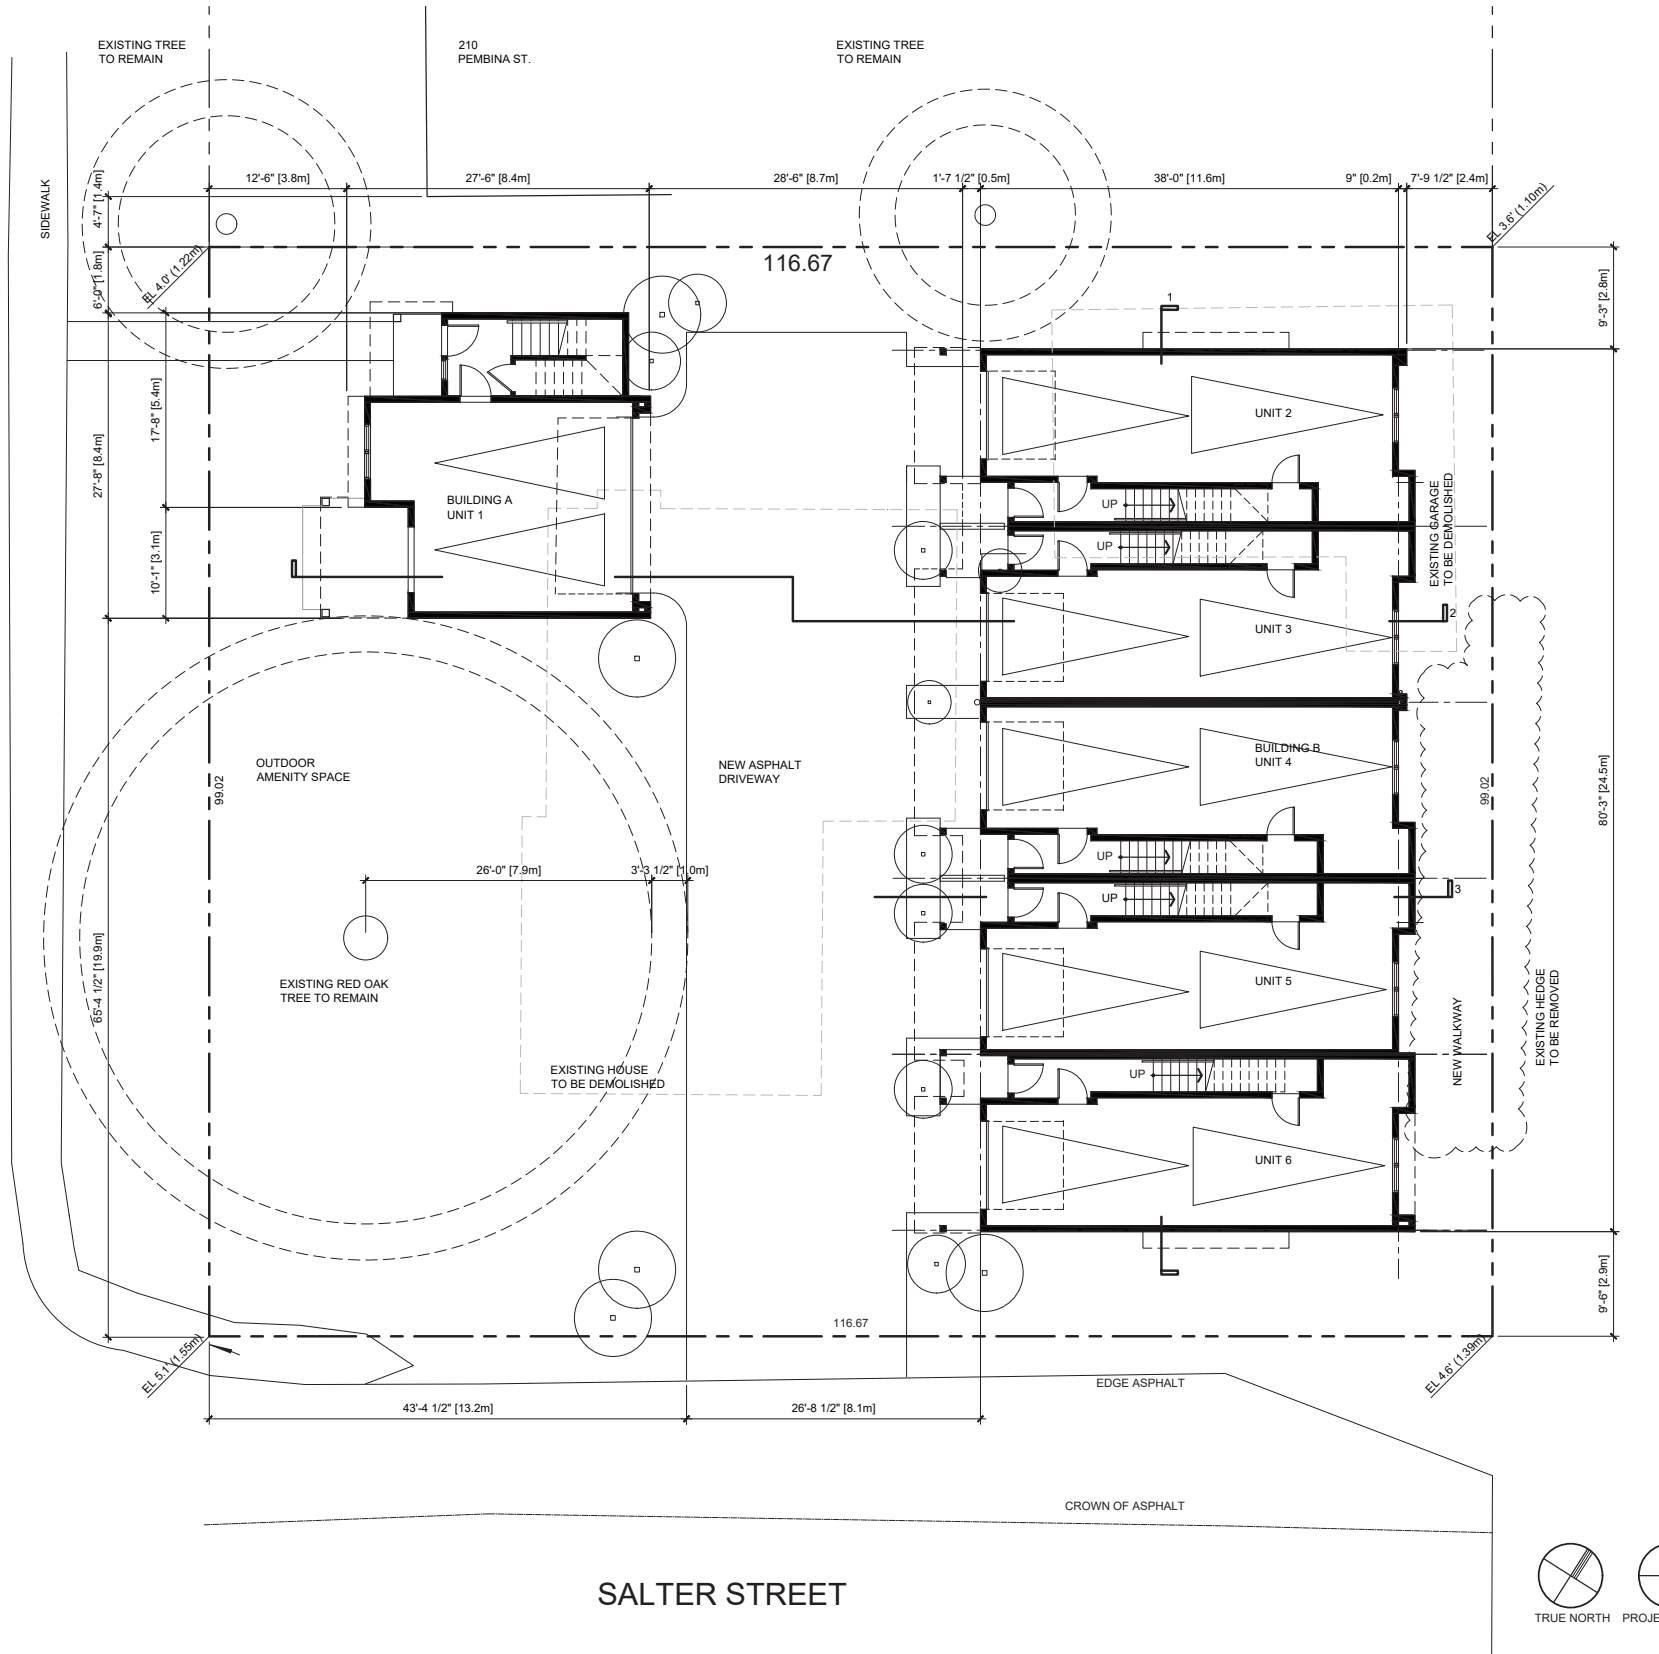 EXISTING TREE
TO REMAIN
210
PEMBINA ST.
EXISTING TREE
TO REMAIN
SIDEWALK
4'-7" [1.4m]
12'-6" [3.8m]
27'-6" [8.4m]
28'-6" [8.7m]
1'-7 1/2" [0.5m]
38'-0" [11.6m]
9" [0.2m]
7'-9 1/2" [2.4m]
EL 3.6' (1.10m)
EL 4.0' (1.22m)
6'-0" [1.8m]
116.67
9'-3" [2.8m]
1
17'-8" [5.4m]
27'-8" [8.4m]
10'-1" [3.1m]
BUILDING A
UNIT 1
UNIT 2
UP
UP
EXISTING GARAGE
TO BE DEMOLISHED
UNIT 3
2
OUTDOOR
AMENITY SPACE
99.02
NEW ASPHALT
DRIVEWAY
BUILDING B
UNIT 4
99.02
80'-3" [24.5m]
26'-0" [7.9m]
3'-3 1/2" [1.0m]
UP
UP
3
65'-4 1/2" [19.9m]
EXISTING RED OAK
TREE TO REMAIN
UNIT 5
NEW WALKWAY
EXISTING HEDGE
TO BE REMOVED
EXISTING HOUSE
TO BE DEMOLISHED
UP
UNIT 6
9'-6" [2.9m]
116.67
EL 5.1' (1.55m)
EL 4.6' (1.39m)
EDGE ASPHALT
43'-4 1/2" [13.2m]
26'-8 1/2" [8.1m]
CROWN OF ASPHALT
SALTER STREET
TRUE NORTH
PROJE